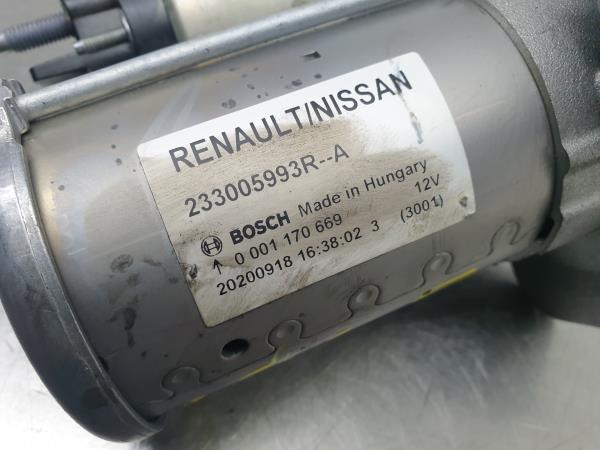 RENAULT/NISSAN
233005993R--A
BOSCH Made in Hungary
↑ 0 001 170 669 12V
20200918 16:38:02 3 (3001)